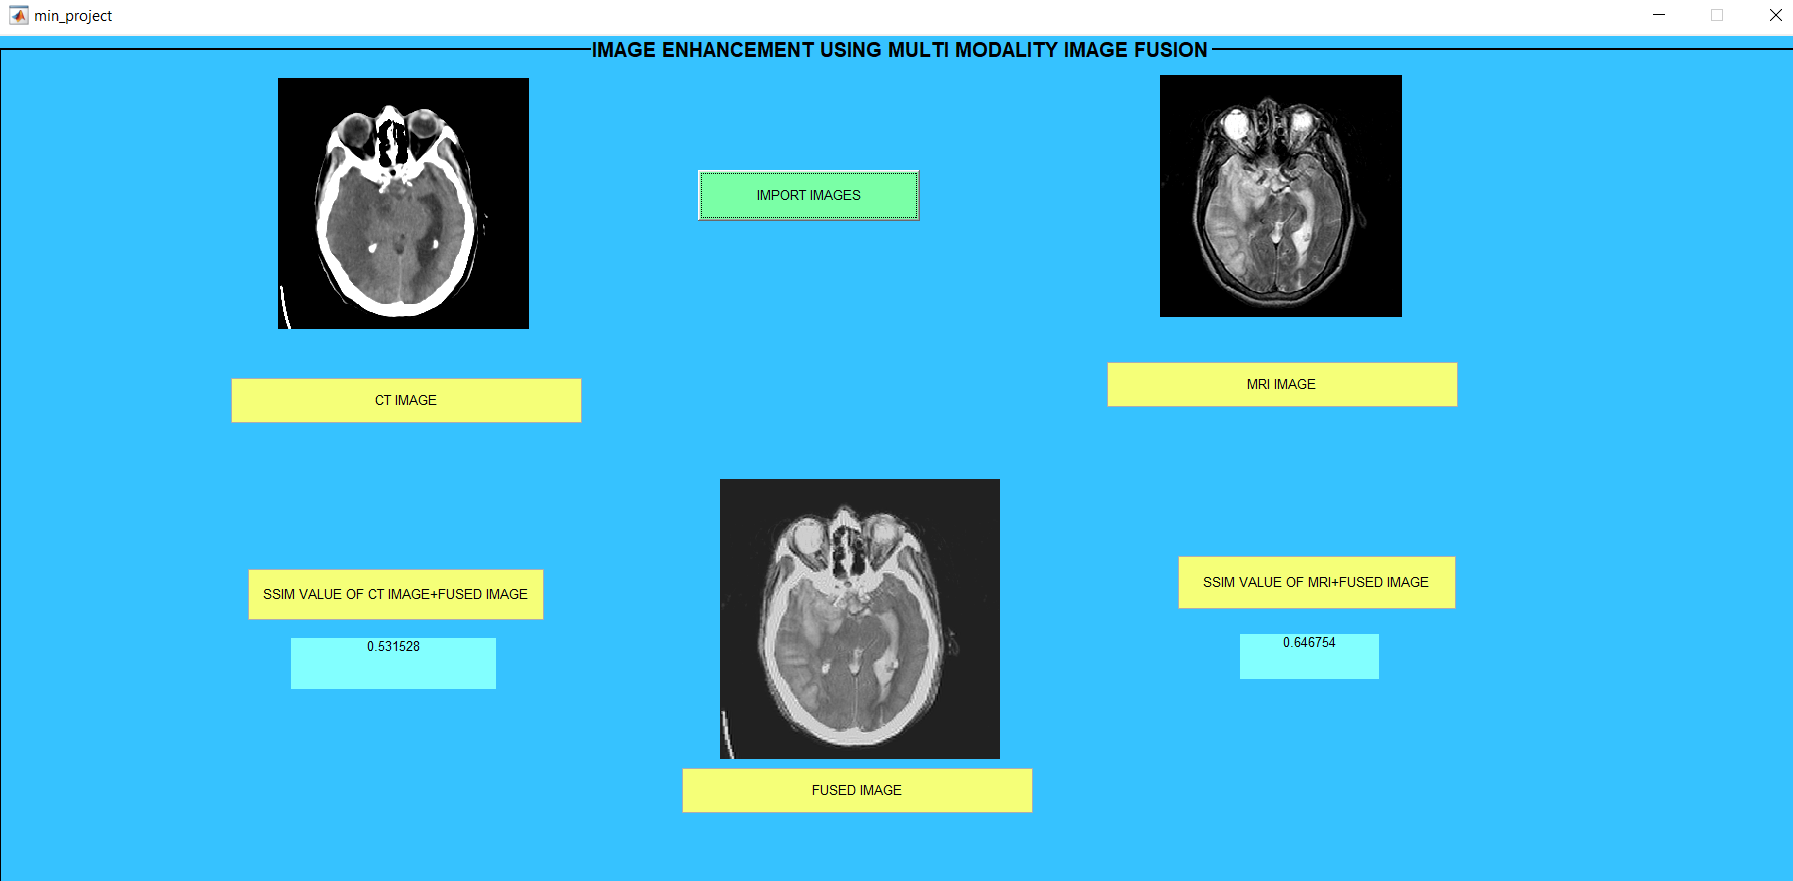 min_project
IMAGE ENHANCEMENT USING MULTI MODALITY IMAGE FUSION
IMPORT IMAGES
CT IMAGE
MRI IMAGE
SSIM VALUE OF CT IMAGE+FUSED IMAGE
0.531528
SSIM VALUE OF MRI+FUSED IMAGE
0.646754
FUSED IMAGE